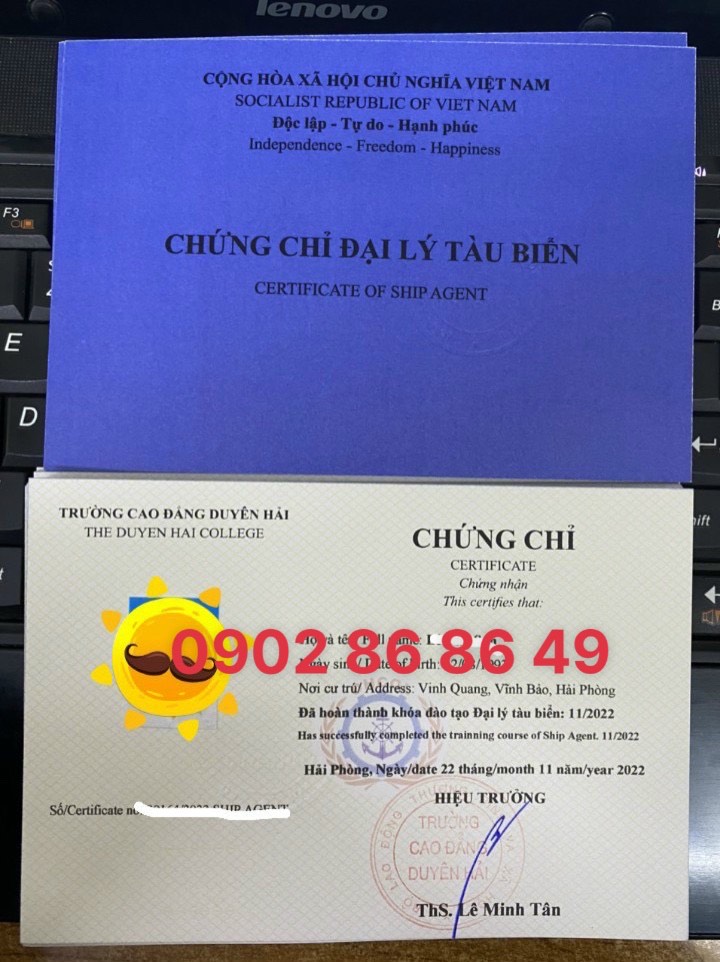 lenovo
CỘNG HÒA XÃ HỘI CHỦ NGHĨA VIỆT NAM
SOCIALIST REPUBLIC OF VIET NAM
Độc lập - Tự do - Hạnh phúc
Independence - Freedom - Happiness
CHỨNG CHỈ ĐẠI LÝ TÀU BIỂN
CERTIFICATE OF SHIP AGENT
F3
E
D
B
Shift
TRƯỜNG CAO ĐẲNG DUYÊN HẢI
THE DUYEN HAI COLLEGE
CHỨNG CHỈ
CERTIFICATE
Chứng nhận
This certifies that:
0902 86 86 49
Nơi cư trú/ Address: Vinh Quang, Vĩnh Bảo, Hải Phòng
Đã hoàn thành khóa đào tạo Đại lý tàu biển: 11/2022
Has successfully completed the trainning course of Ship Agent. 11/2022
Hải Phòng, Ngày/date 22 tháng/month 11 năm/year 2022
HIỆU TRƯỞNG
Số/Certificate no
SHIP AGENT
TRƯỜNG
CAO ĐẲNG
DUYÊN HẢI
ThS. Lê Minh Tân